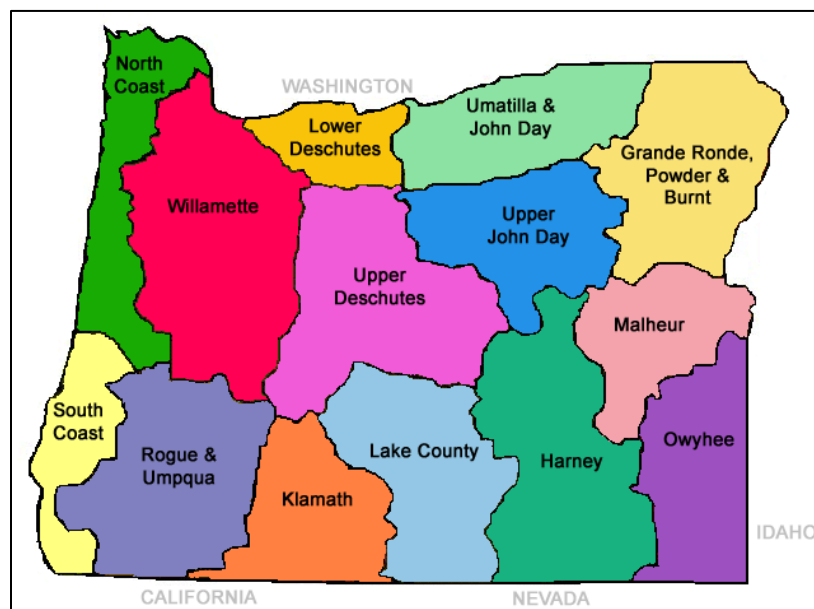 North
Coast
WASHINGTON
Lower
Deschutes
Umatilla &
John Day
Grande Ronde,
Powder &
Burnt
Willamette
Upper
John Day
Upper
Deschutes
Malheur
South
Coast
Rogue &
Umpqua
Klamath
Lake County
Harney
Owyhee
IDAHO
CALIFORNIA
NEVADA